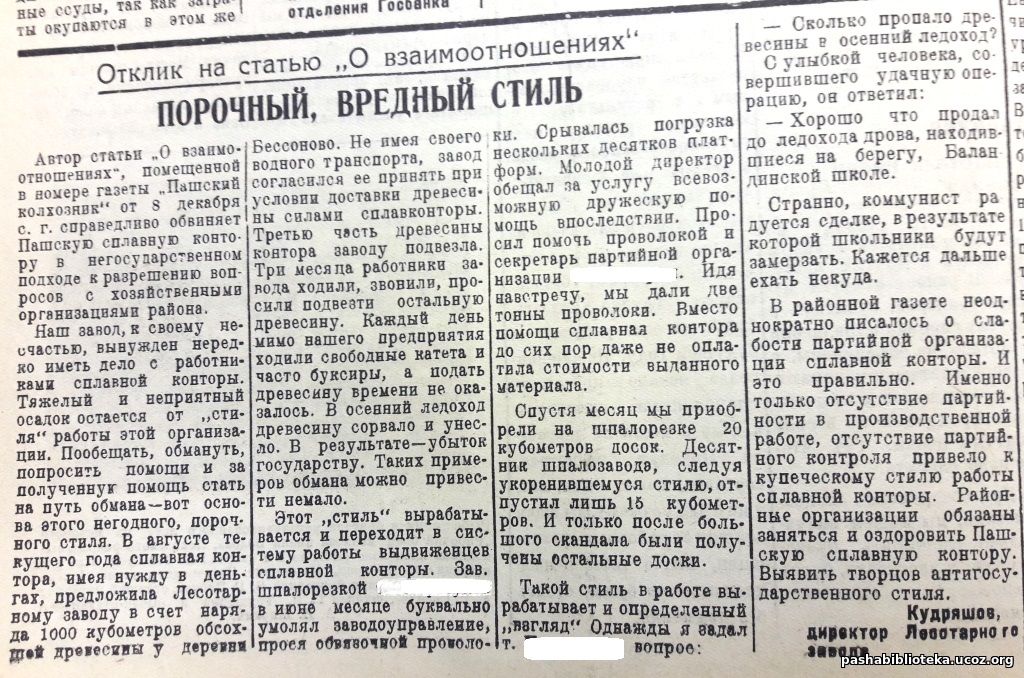 ные ссуды, так как затра-
ты окупаются в этом же
отделения Госбанка
Отклик на статью „О взаимоотношениях“
ПОРОЧНЫЙ, ВРЕДНЫЙ СТИЛЬ
Автор статьи „О взаимо-
отношениях“, помещенной
в номере газеты „Пашский
колхозник“ от 8 декабря
с. г. справедливо обвиняет
Пашскую сплавную конто-
ру в негосударственном
подходе к разрешению воп-
росов с хозяйственными
организациями района.
Наш завод, к своему не-
счастью, вынужден неред-
ко иметь дело с работни-
ками сплавной конторы.
Тяжелый и неприятный
осадок остается от „сти-
ля“ работы этой организа-
ции. Пообещать, обмануть,
попросить помощи и за
полученную помощь стать
на путь обмана—вот осно-
ва этого негодного, пороч-
ного стиля. В августе те-
кущего года сплавная кон-
тора, имея нужду в день-
гах, предложила Лесотар-
ному заводу в счет наря-
да 1000 кубометров обсох-
шей древесины у деревни
Бессоново. Не имея своего
водного транспорта, завод
согласился ее принять при
условии доставки древеси-
ны силами сплавконторы.
Третью часть древесины
контора заводу подвезла.
Три месяца работники за-
вода ходили, звонили, про-
сили подвезти остальную
древесину. Каждый день
мимо нашего предприятия
ходили свободные катета и
часто буксиры, а подать
древесину времени не ока-
залось. В осенний ледоход
древесину сорвало и унес-
ло. В результате—убыток
государству. Таких приме-
ров обмана можно привес-
ти немало.
Этот „стиль“ вырабаты-
вается и переходит в сис-
тему работы выдвиженцев
сплавной конторы. Зав.
шпалорезкой
в июне месяце буквально
умолял заводоуправление,
прося обвязочной проволо-
ки. Срывалась погрузка
нескольких десятков плат-
форм. Молодой директор
обещал за услугу всевоз-
можную дружескую по-
мощь впоследствии. Про-
сил помочь проволокой и
секретарь партийной орга-
низации . Идя
навстречу, мы дали две
тонны проволоки. Вместо
помощи сплавная контора
до сих пор даже не опла-
тила стоимости выданного
материала.
Спустя месяц мы приоб-
рели на шпалорезке 20
кубометров досок. Десят-
ник шпалозавода, следуя
укоренившемуся стилю, от-
пустил лишь 15 кубомет-
ров. И только после боль-
шого скандала были полу-
чены остальные доски.
Такой стиль в работе вы-
рабатывает и определенный
„взгляд“ Однажды я задал
т. вопрос:
— Сколько пропало дре-
весины в осенний ледоход?
С улыбкой человека, со-
вершившего удачную опе-
рацию, он ответил:
— Хорошо что продал
до ледохода дрова, находив-
шиеся на берегу, Балан-
динской школе.
Странно, коммунист ра
дуется сделке, в результате
которой школьники будут
замерзать. Кажется дальше
ехать некуда.
В районной газете неод-
нократно писалось о сла-
бости партийной организа-
ции сплавной конторы. И
это правильно. Именно
только отсутствие партий-
ности в производственной
работе, отсутствие партий-
ного контроля привело к
купеческому стилю работы
сплавной конторы. Район-
ные организации обязаны
заняться и оздоровить Паш-
скую сплавную контору.
Выявить творцов антигосу-
дарственного стиля.
Кудряшов,
директор Лесотарного
завода
pashabiblioteka.ucoz.org